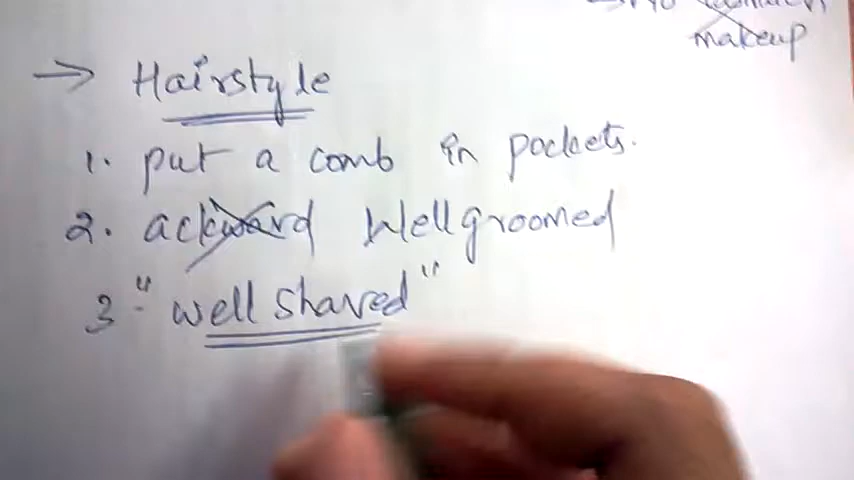 makeup
→ Hairstyle
1. put a comb in pockets.
2. ackward Wellgroomed
3. "well shaved"